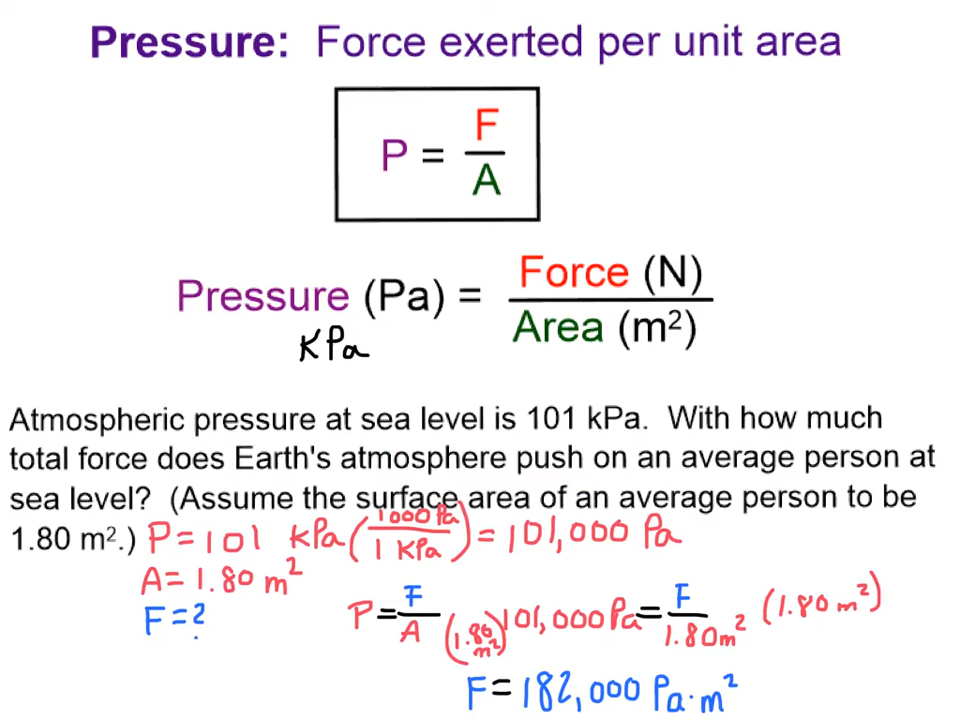 Pressure: Force exerted per unit area
P = F/A
Pressure (Pa) = Force (N)/Area (m²)
KPa
Atmospheric pressure at sea level is 101 kPa. With how much
total force does Earth's atmosphere push on an average person at
sea level? (Assume the surface area of an average person to be
1.80 m².) P = 101 KPa (1000 Pa/1 KPa) = 101,000 Pa
A = 1.80 m²
F = ?
P = F/A (1.80 m²) 101,000 Pa = F/1.80 m² (1.80 m²)
F = 182,000 Pa·m²